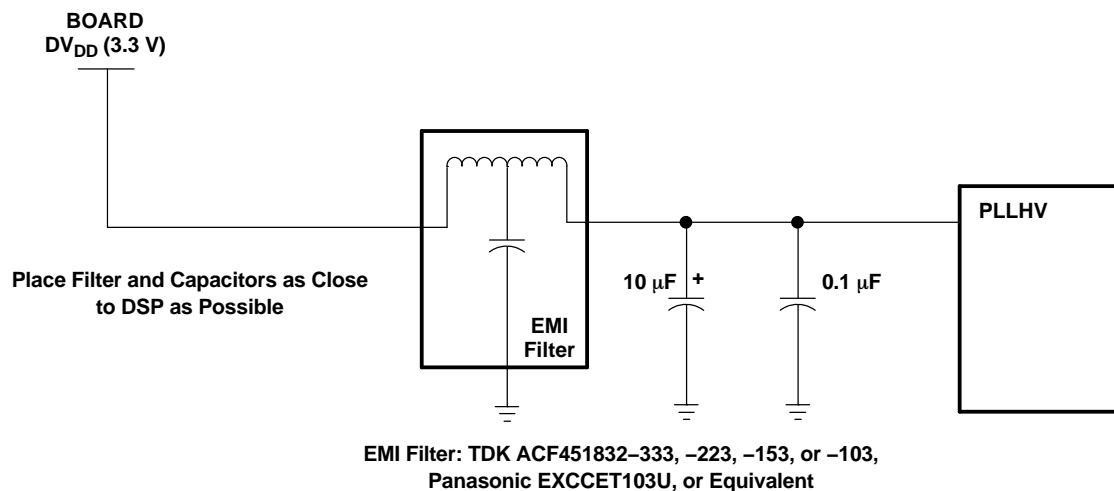 BOARD
DVDD (3.3 V)
PLLHV
Place Filter and Capacitors as Close
to DSP as Possible
10 μF +
0.1 μF
EMI
Filter
EMI Filter: TDK ACF451832–333, –223, –153, or –103,
Panasonic EXCCET103U, or Equivalent